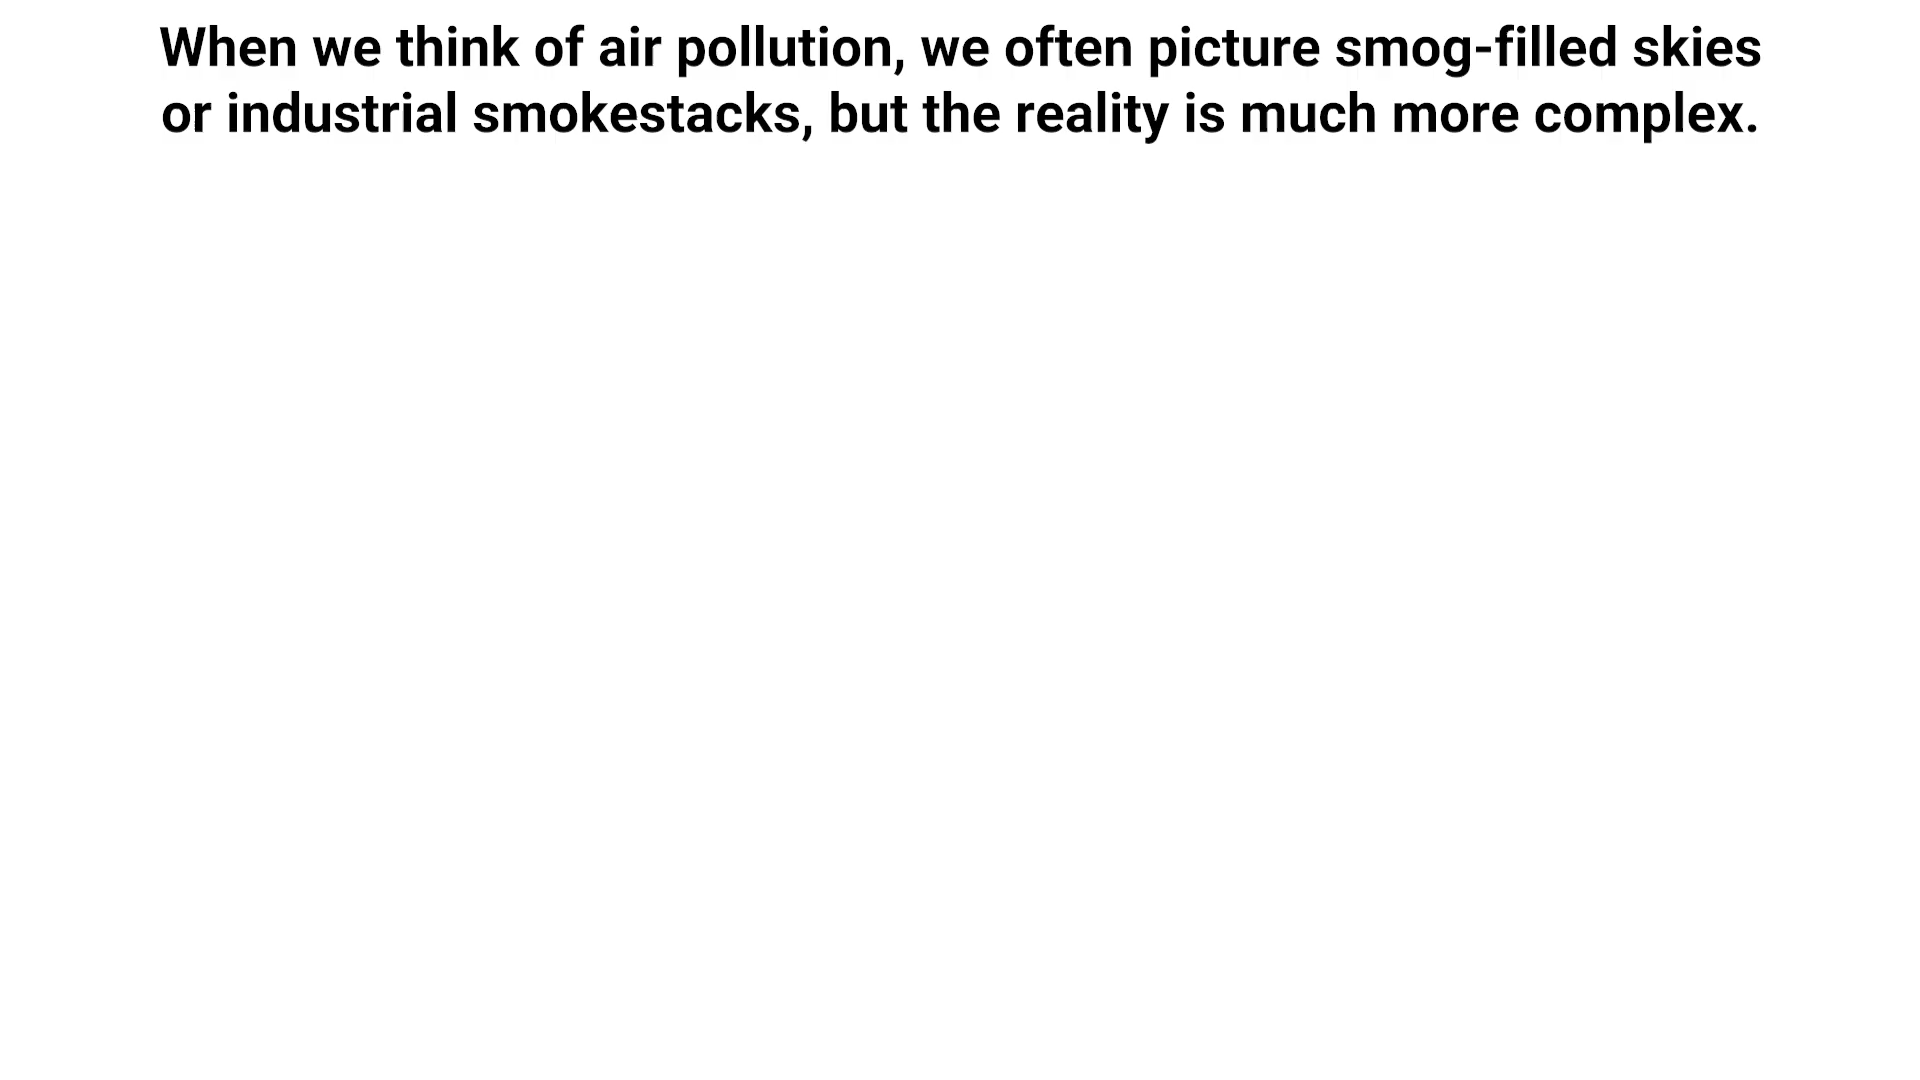 When we think of air pollution, we often picture smog-filled skies
or industrial smokestacks, but the reality is much more complex.